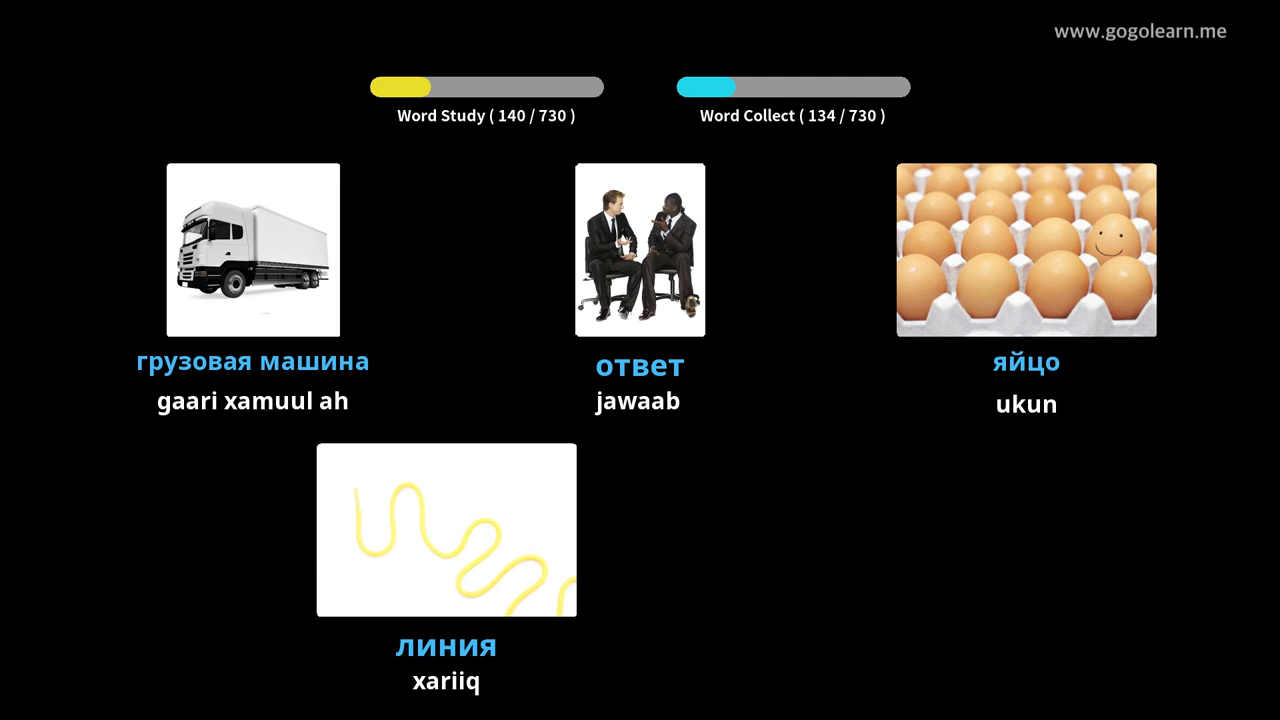 www.gogolearn.me
Word Study ( 140 / 730 )
Word Collect ( 134 / 730 )
грузовая машина
gaari xamuul ah
ответ
jawaab
яйцо
ukun
линия
xariiq